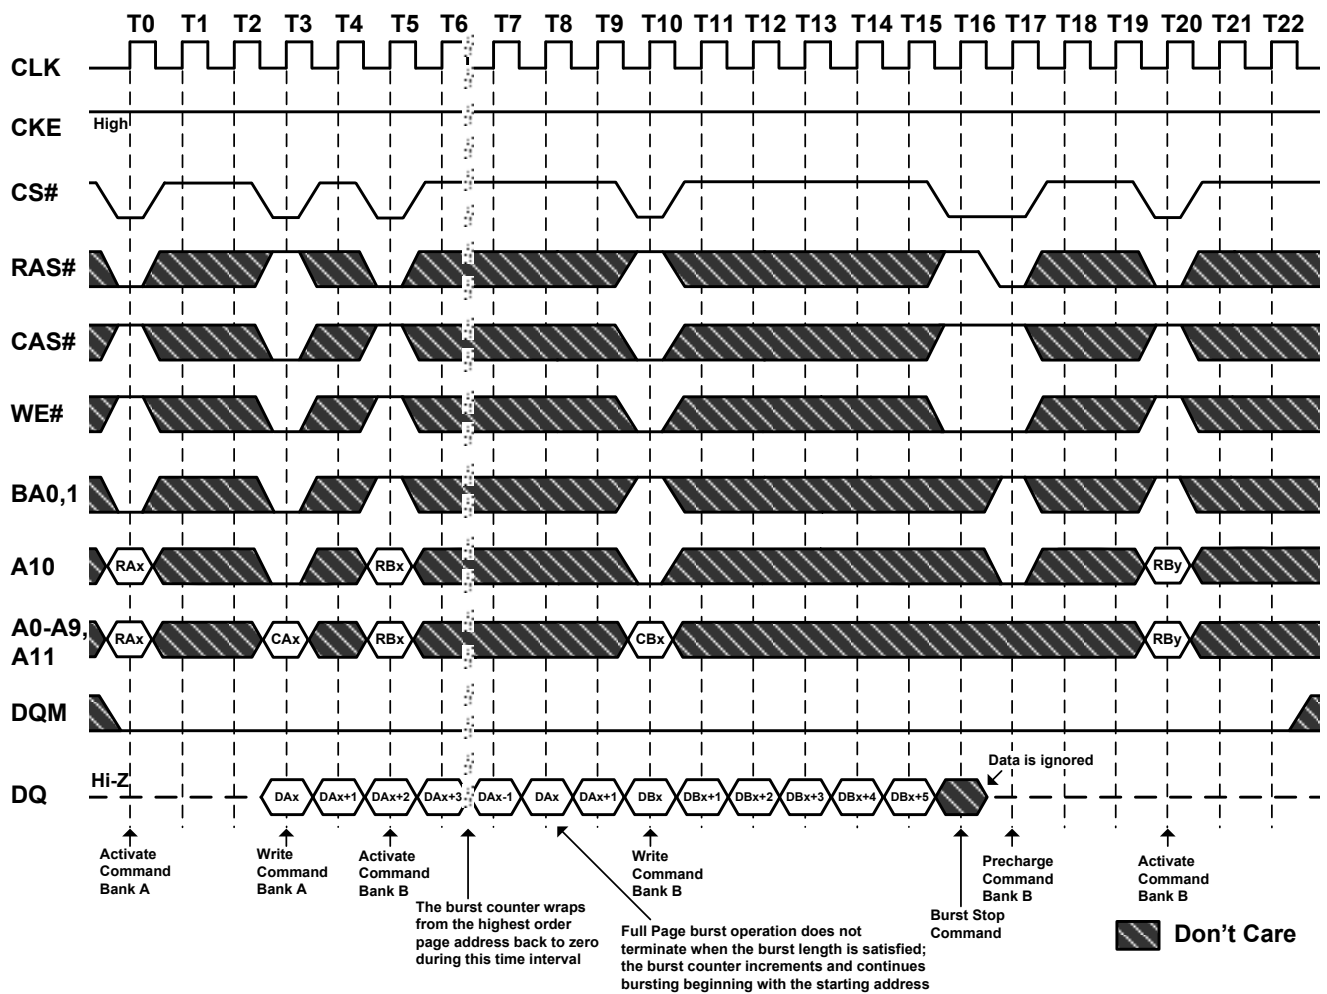 T0 T1 T2 T3 T4 T5 T6 T7 T8 T9 T10 T11 T12 T13 T14 T15 T16 T17 T18 T19 T20 T21 T22
CLK
CKE
High
CS#
RAS#
CAS#
WE#
BA0,1
A10
RAx RBx RBy
A0-A9,
A11
RAx CAx RBx CBx RBy
DQM
DQ
Hi-Z
DAx DAx+1 DAx+2 DAx+3 DAx-1 DAx DAx+1 DBx DBx+1 DBx+2 DBx+3 DBx+4 DBx+5
Data is ignored
Activate
Command
Bank A
Write
Command
Bank A
Activate
Command
Bank B
The burst counter wraps
from the highest order
page address back to zero
during this time interval
Write
Command
Bank B
Full Page burst operation does not
terminate when the burst length is satisfied;
the burst counter increments and continues
bursting beginning with the starting address
Burst Stop
Command
Precharge
Command
Bank B
Activate
Command
Bank B
Don't Care